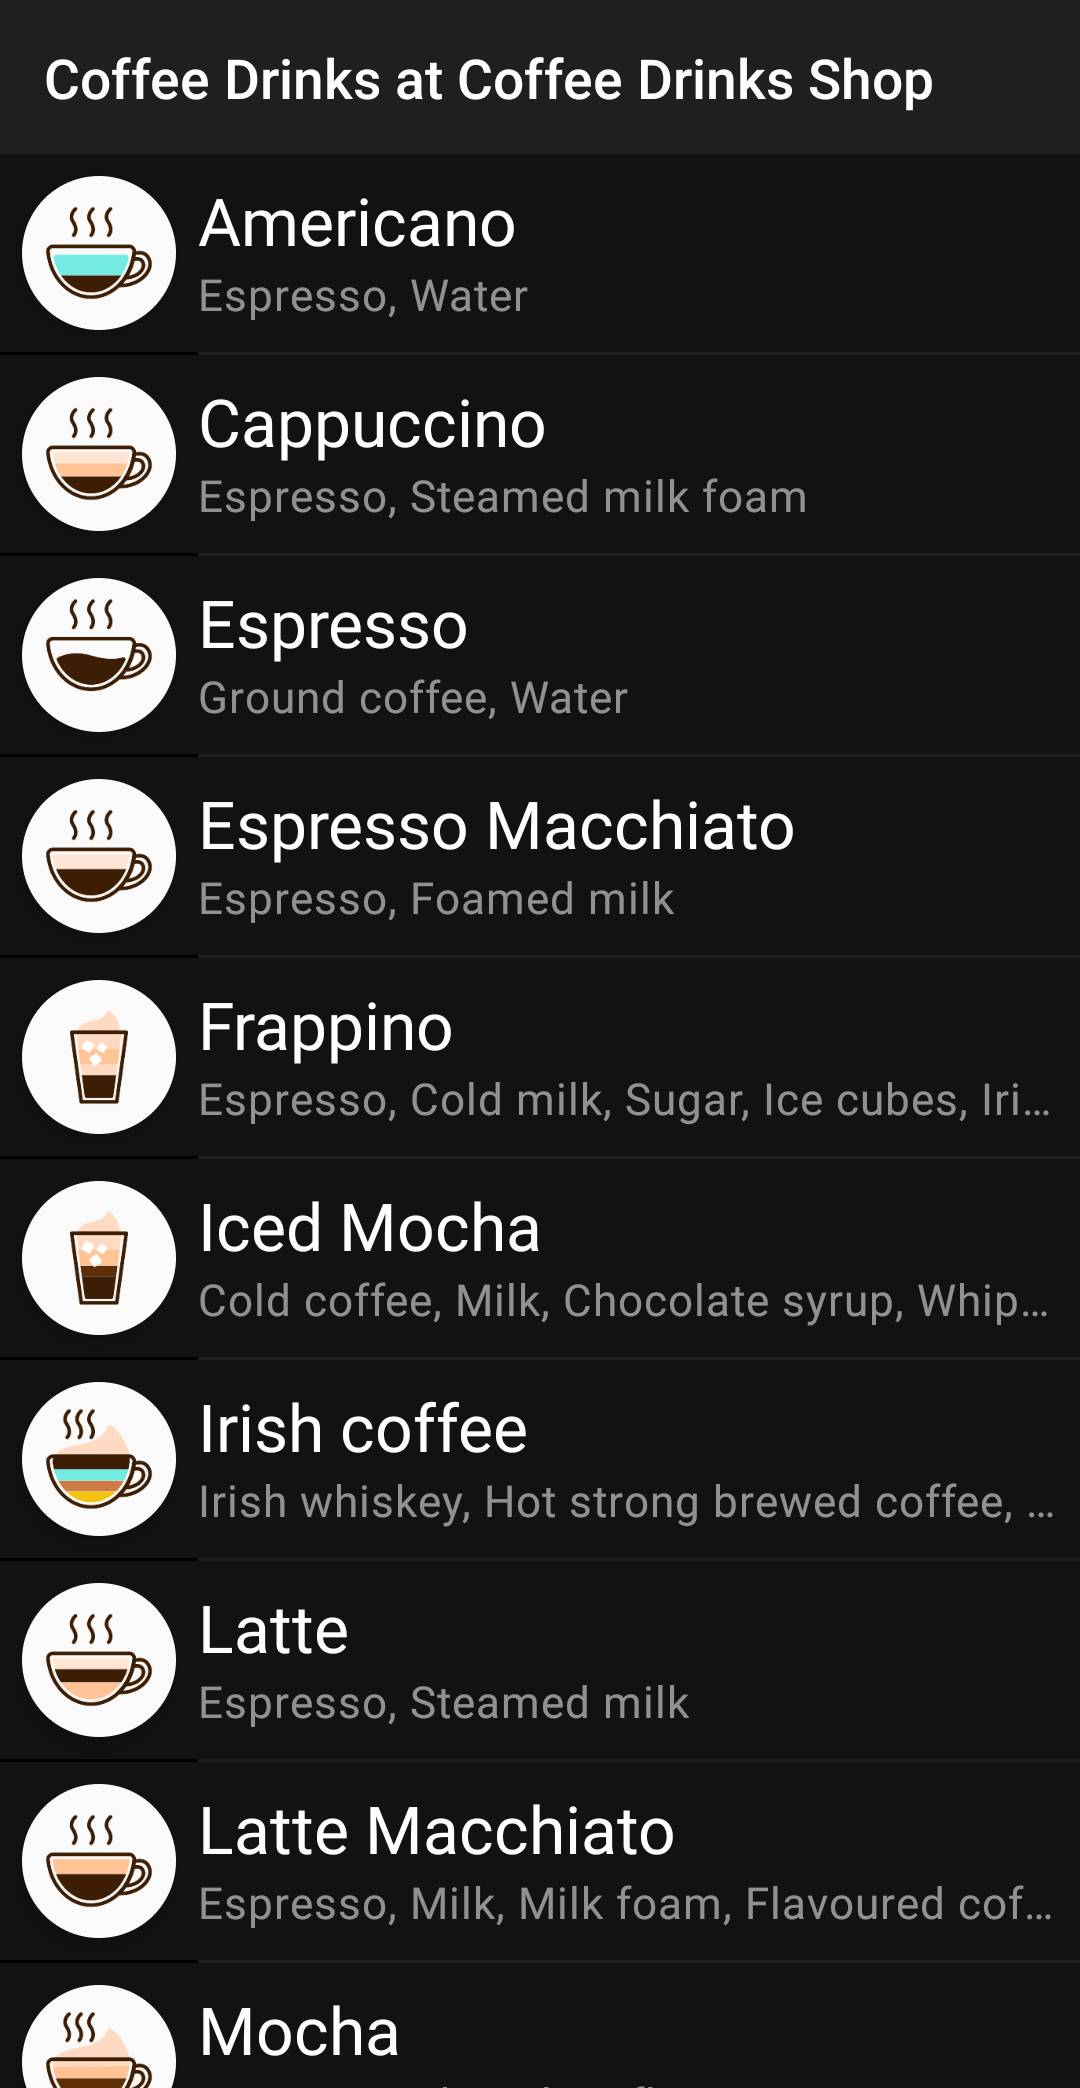 Coffee Drinks at Coffee Drinks Shop
Americano
Espresso, Water
Cappuccino
Espresso, Steamed milk foam
Espresso
Ground coffee, Water
Espresso Macchiato
Espresso, Foamed milk
Frappino
Espresso, Cold milk, Sugar, Ice cubes, Iri...
Iced Mocha
Cold coffee, Milk, Chocolate syrup, Whip...
Irish coffee
Irish whiskey, Hot strong brewed coffee, ...
Latte
Espresso, Steamed milk
Latte Macchiato
Espresso, Milk, Milk foam, Flavoured cof...
Mocha